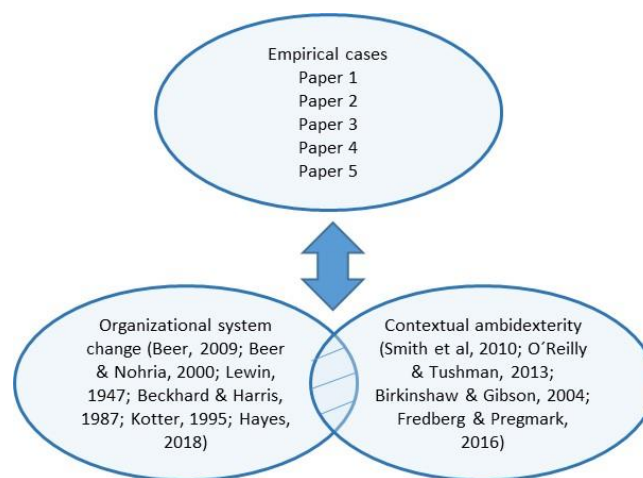 Empirical cases
Paper 1
Paper 2
Paper 3
Paper 4
Paper 5
Organizational system
change (Beer, 2009; Beer
& Nohria, 2000; Lewin,
1947; Beckhard & Harris,
1987; Kotter, 1995; Hayes,
2018)
Contextual ambidexterity
(Smith et al, 2010; O´Reilly
& Tushman, 2013;
Birkinshaw & Gibson, 2004;
Fredberg & Pregmark,
2016)